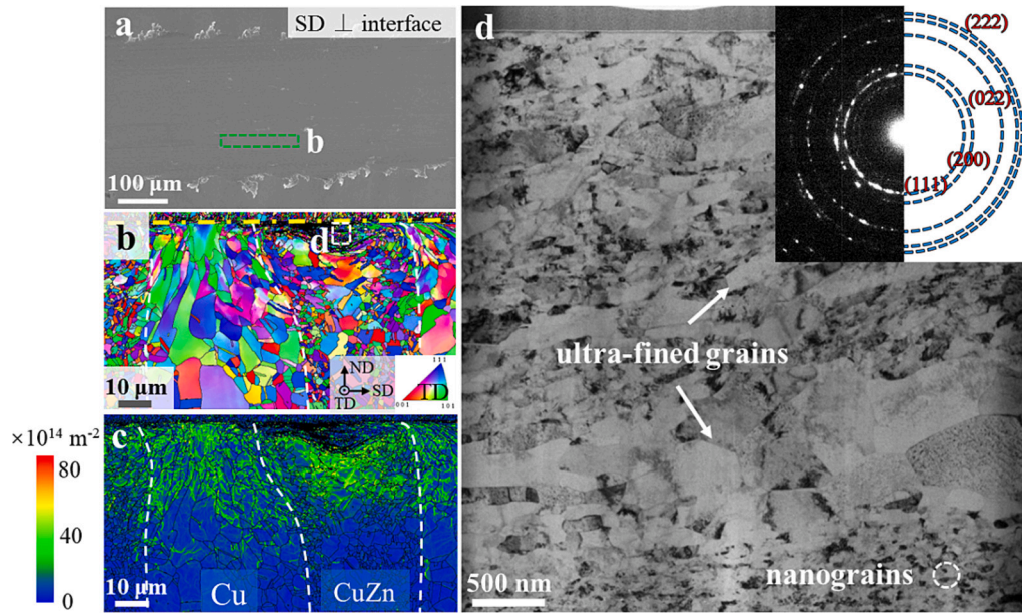 a
SD ⊥ interface
b
100 μm
b
d
10 μm
ND
SD
TD
111
TD
001
101
×10¹⁴ m⁻²
80
0
c
10 μm
Cu
CuZn
d
(222)
(022)
(200)
(111)
ultra-fined grains
nanograins
500 nm